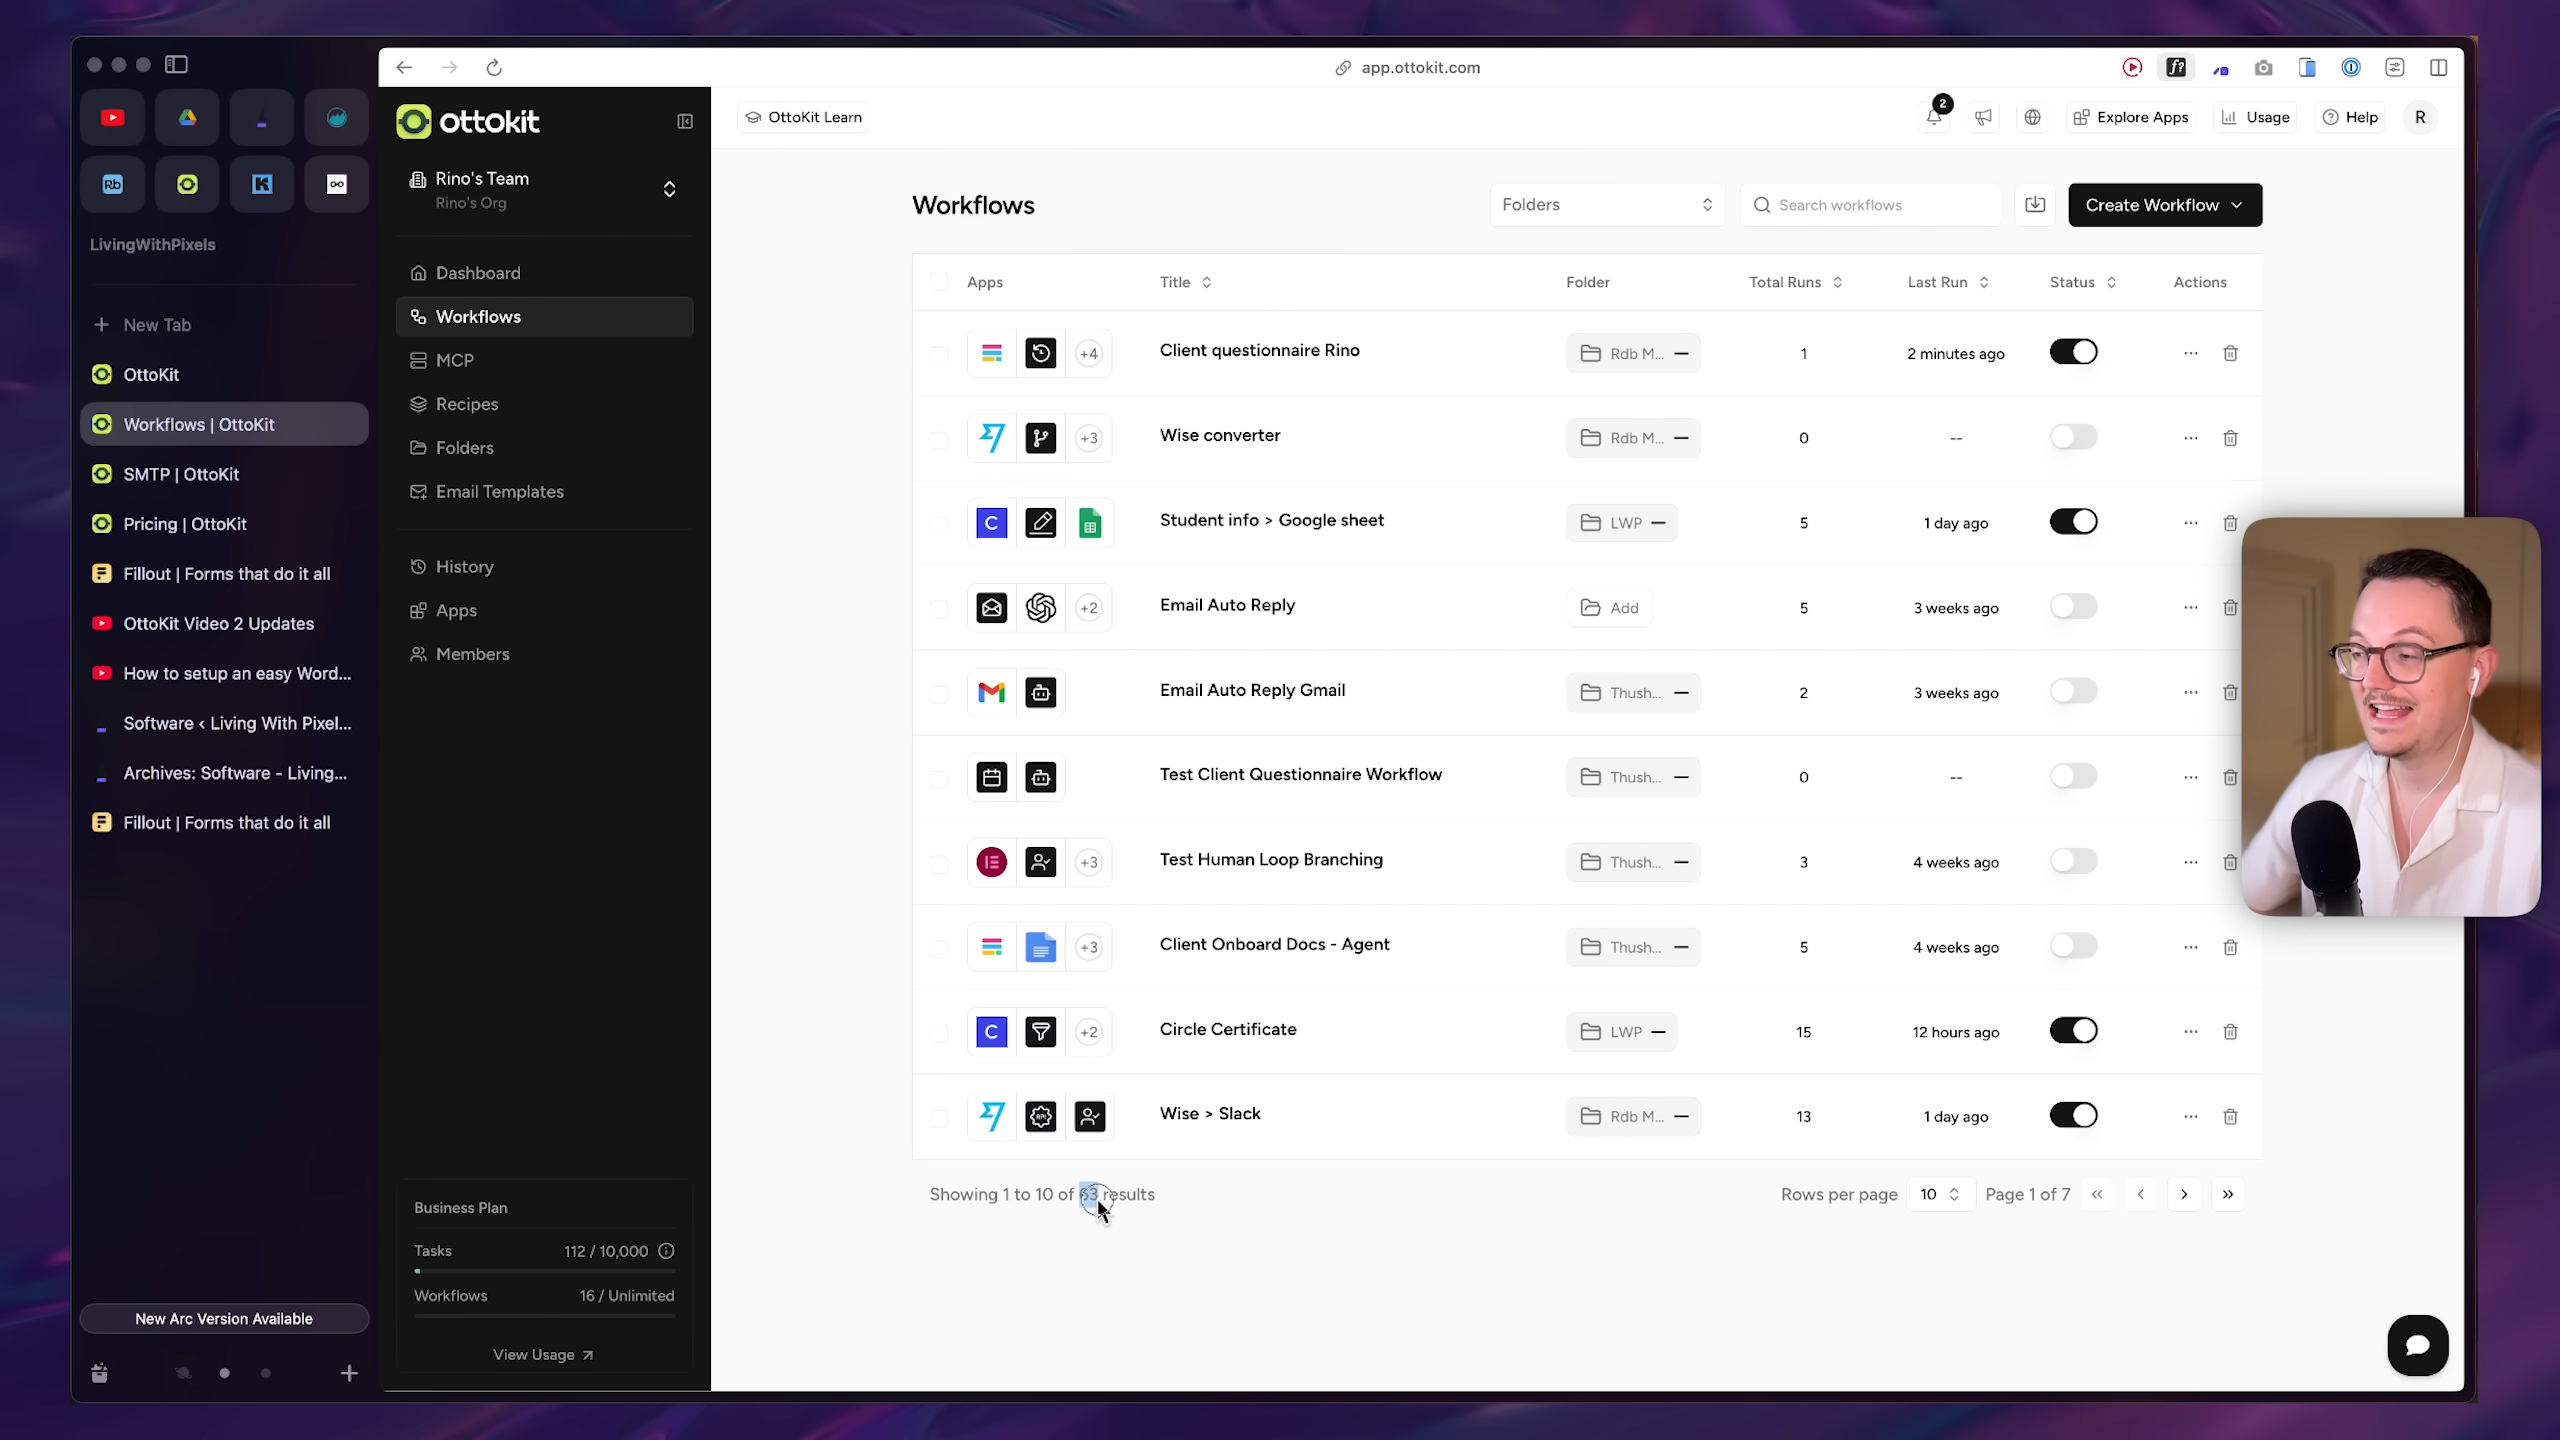 app.ottokit.com
Rb
LivingWithPixels
New Tab
OttoKit
Workflows | OttoKit
SMTP | OttoKit
Pricing | OttoKit
Fillout | Forms that do it all
OttoKit Video 2 Updates
How to setup an easy Word...
Software ‹ Living With Pixel...
Archives: Software - Living...
Fillout | Forms that do it all
New Arc Version Available
ottokit
Rino's Team
Rino's Org
Dashboard
Workflows
MCP
Recipes
Folders
Email Templates
History
Apps
Members
Business Plan
Tasks 112 / 10,000
Workflows 16 / Unlimited
View Usage
OttoKit Learn
2
Explore Apps
Usage
Help
R
Workflows
Folders
Search workflows
Create Workflow
Apps Title Folder Total Runs Last Run Status Actions
+4 Client questionnaire Rino Rdb M... 1 2 minutes ago
+3 Wise converter Rdb M... 0 --
C Student info > Google sheet LWP 5 1 day ago
+2 Email Auto Reply Add 5 3 weeks ago
Email Auto Reply Gmail Thush... 2 3 weeks ago
Test Client Questionnaire Workflow Thush... 0 --
+3 Test Human Loop Branching Thush... 3 4 weeks ago
+3 Client Onboard Docs - Agent Thush... 5 4 weeks ago
C +2 Circle Certificate LWP 15 12 hours ago
API Wise > Slack Rdb M... 13 1 day ago
Showing 1 to 10 of 63 results
Rows per page 10 Page 1 of 7